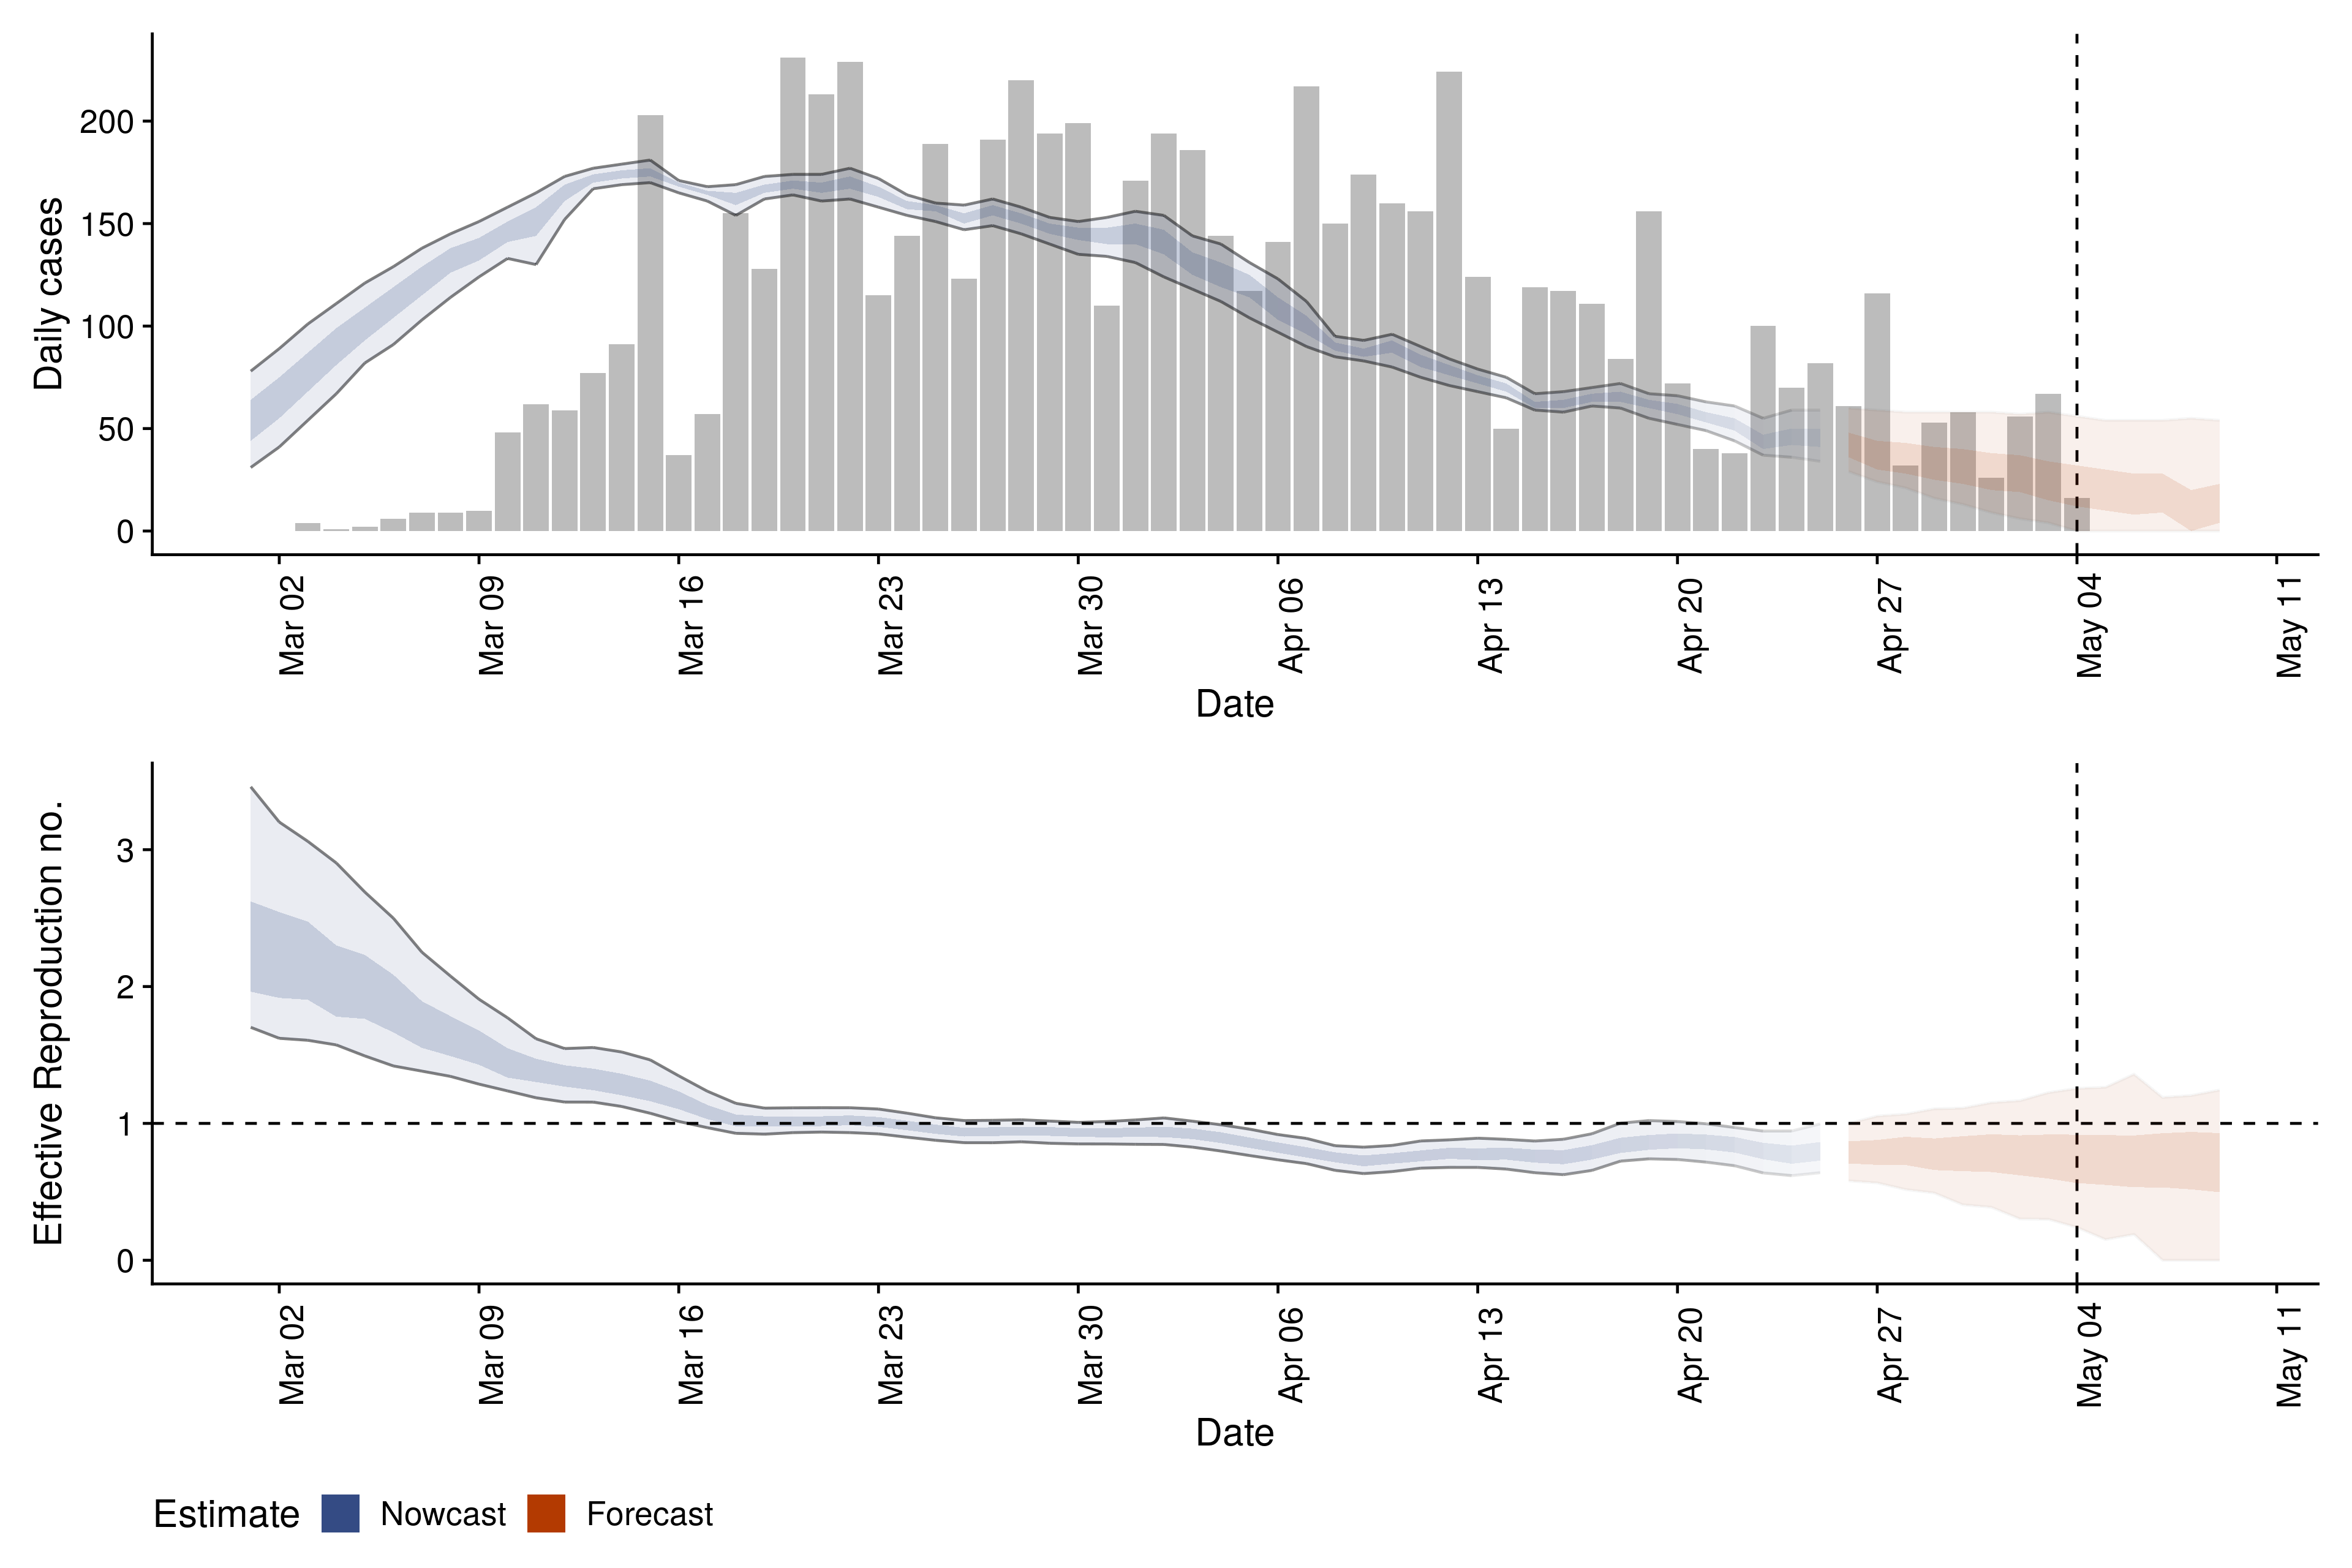 Daily cases
200
150
100
50
0
Mar 02
Mar 09
Mar 16
Mar 23
Mar 30
Apr 06
Apr 13
Apr 20
Apr 27
May 04
May 11
Date
Effective Reproduction no.
3
2
1
0
Mar 02
Mar 09
Mar 16
Mar 23
Mar 30
Apr 06
Apr 13
Apr 20
Apr 27
May 04
May 11
Date
Estimate Nowcast Forecast